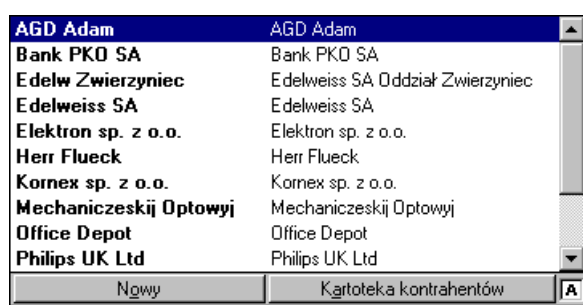 AGD Adam AGD Adam
Bank PKO SA Bank PKO SA
Edelw Zwierzyniec Edelweiss SA Oddział Zwierzyniec
Edelweiss SA Edelweiss SA
Elektron sp. z o.o. Elektron sp. z o.o.
Herr Flueck Herr Flueck
Kornex sp. z o.o. Kornex sp. z o.o.
Mechaniczeskij Optowyj Mechaniczeskij Optowyj
Office Depot Office Depot
Philips UK Ltd Philips UK Ltd
Nowy Kartoteka kontrahentów A